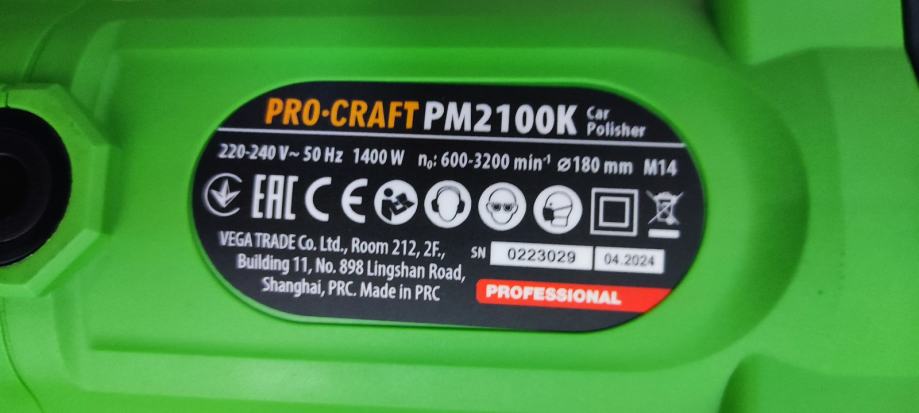 PRO·CRAFT PM2100K Car Polisher
220-240 V~ 50 Hz 1400 W n₀: 600-3200 min⁻¹ ⌀180 mm M14
EAC CE
VEGA TRADE Co. Ltd., Room 212, 2F.,
Building 11, No. 898 Lingshan Road,
Shanghai, PRC. Made in PRC
SN 0223029 04.2024
PROFESSIONAL